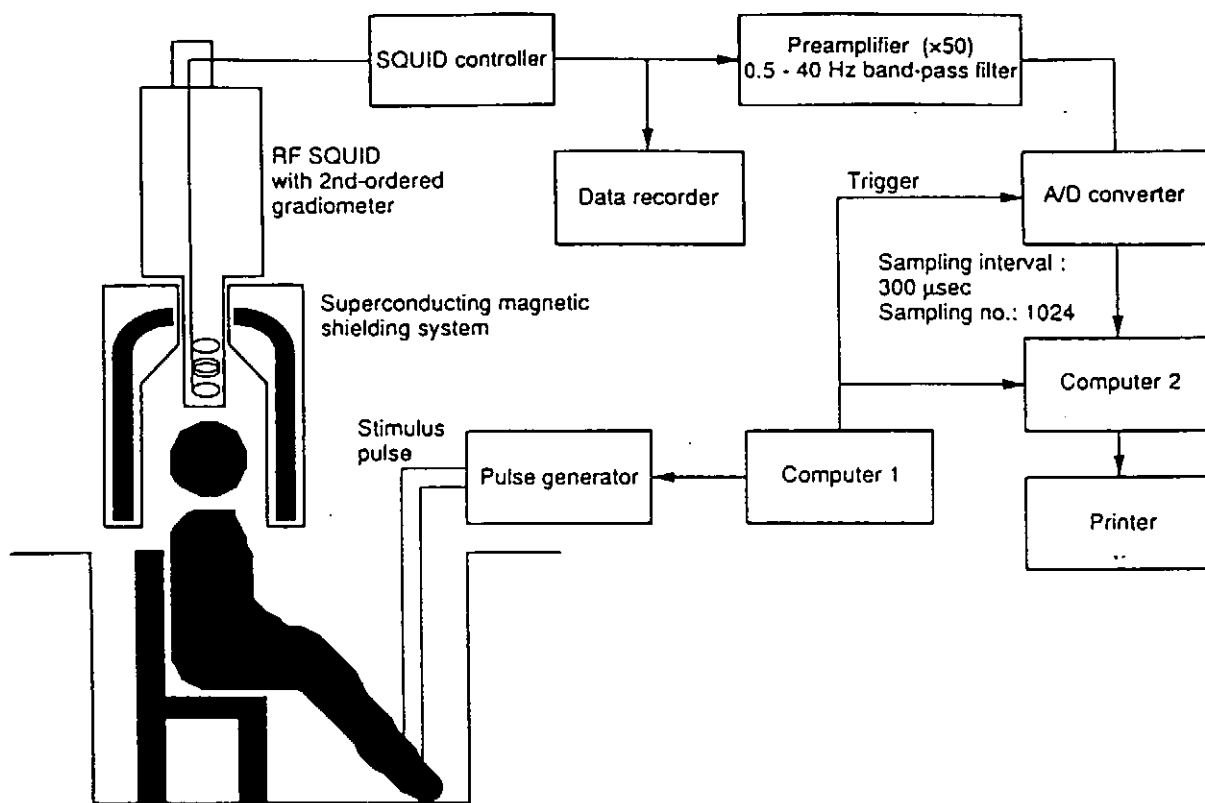 SQUID controller
Preamplifier (×50)
0.5 - 40 Hz band-pass filter
RF SQUID
with 2nd-ordered
gradiometer
Data recorder
Trigger
A/D converter
Sampling interval :
300 µsec
Sampling no.: 1024
Superconducting magnetic
shielding system
Computer 2
Stimulus
pulse
Pulse generator
Computer 1
Printer